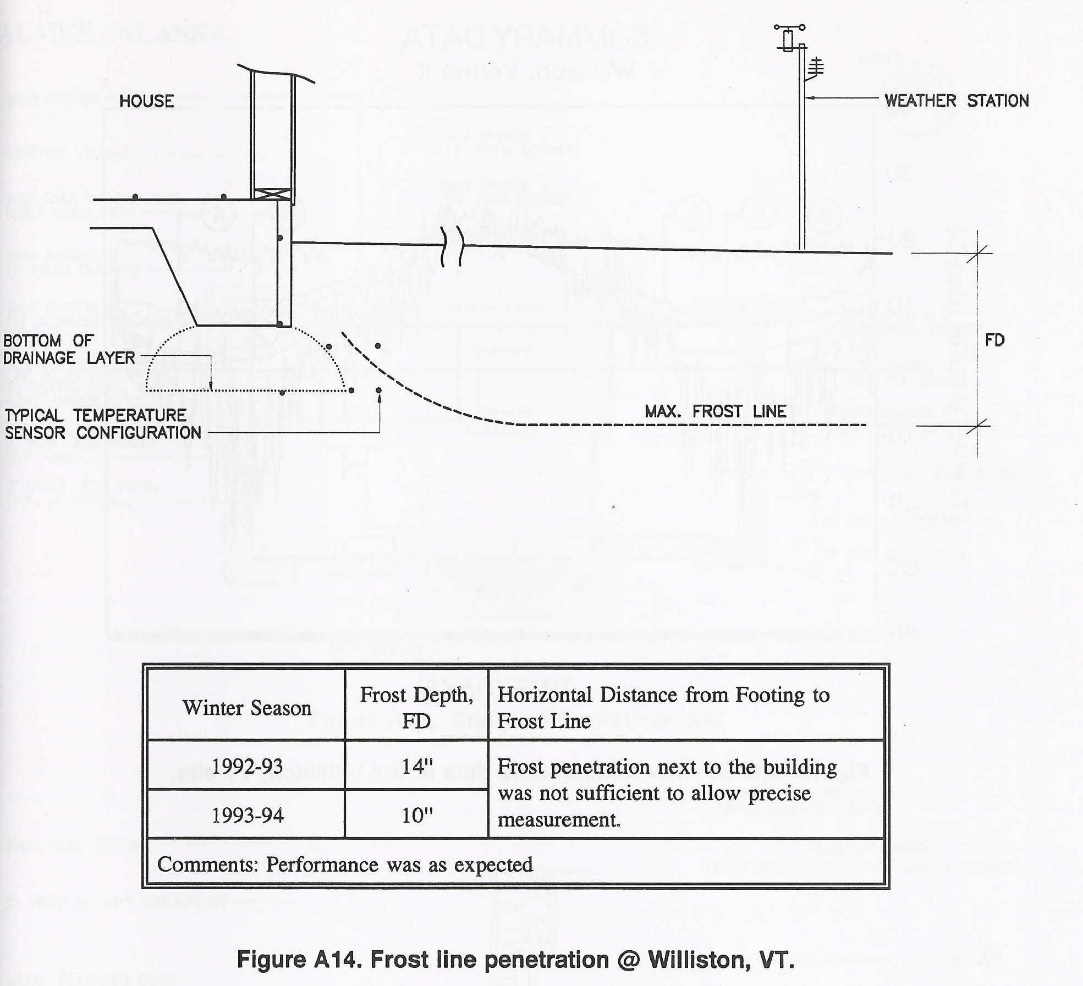 HOUSE
WEATHER STATION
FD
BOTTOM OF
DRAINAGE LAYER
MAX. FROST LINE
TYPICAL TEMPERATURE
SENSOR CONFIGURATION
Winter Season
Frost Depth,
FD
Horizontal Distance from Footing to
Frost Line
1992-93
14"
Frost penetration next to the building
was not sufficient to allow precise
measurement.
1993-94
10"
Comments: Performance was as expected
Figure A14. Frost line penetration @ Williston, VT.